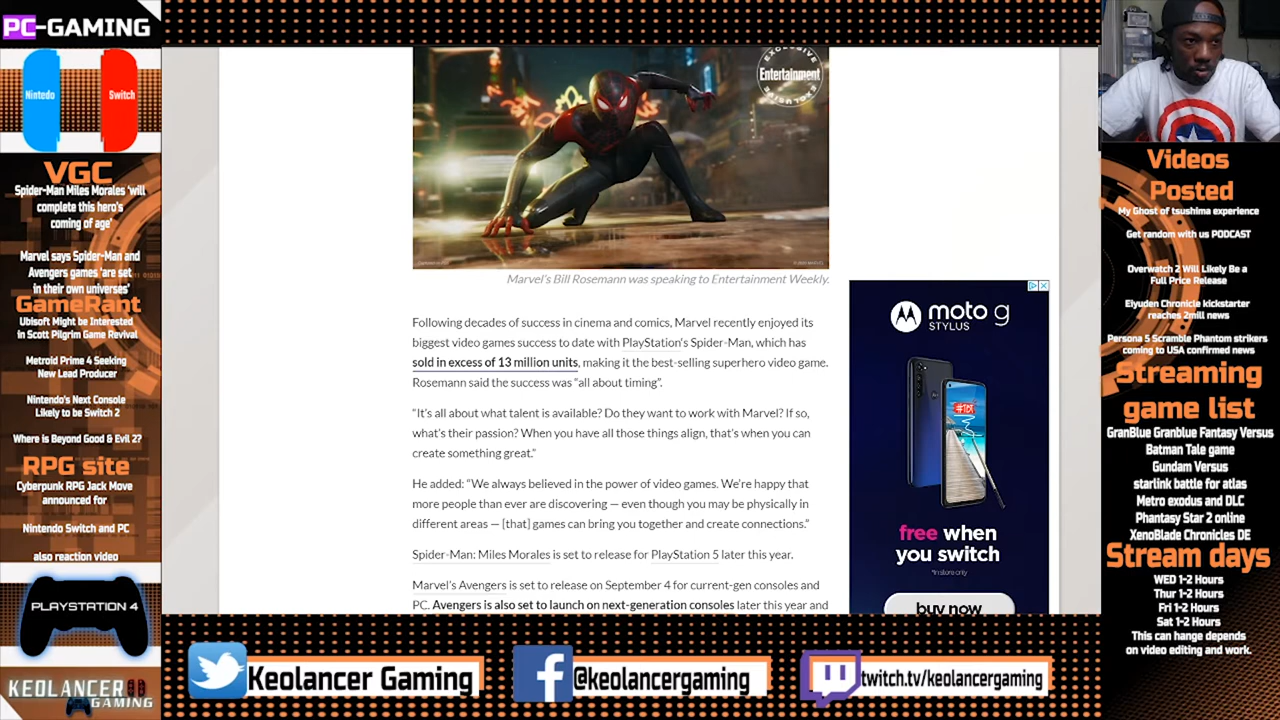 PC-GAMING
Nintedo
Switch
VGC
Spider-Man Miles Morales 'will
complete this hero's
coming of age'
Marvel says Spider-Man and
Avengers games 'are set
in their own universes'
GameRant
Ubisoft Might be Interested
in Scott Pilgrim Game Revival
Metroid Prime 4 Seeking
New Lead Producer
Nintendo's Next Console
Likely to be Switch 2
Where is Beyond Good & Evil 2?
RPG site
Cyberpunk RPG Jack Move
announced for
Nintendo Switch and PC
also reaction video
PLAYSTATION 4
KEOLANCER
GAMING
EXCLUSIVE
Entertainment
EXCLUSIVE
Marvel's Bill Rosemann was speaking to Entertainment Weekly.
Following decades of success in cinema and comics, Marvel recently enjoyed its
biggest video games success to date with PlayStation's Spider-Man, which has
sold in excess of 13 million units, making it the best-selling superhero video game.
Rosemann said the success was “all about timing”.
“It's all about what talent is available? Do they want to work with Marvel? If so,
what's their passion? When you have all those things align, that's when you can
create something great.”
He added: “We always believed in the power of video games. We're happy that
more people than ever are discovering — even though you may be physically in
different areas — [that] games can bring you together and create connections.”
Spider-Man: Miles Morales is set to release for PlayStation 5 later this year.
Marvel's Avengers is set to release on September 4 for current-gen consoles and
PC. Avengers is also set to launch on next-generation consoles later this year and
moto g
STYLUS
free when
you switch
*In store only
buy now
Videos
Posted
My Ghost of tsushima experience
Get random with us PODCAST
Overwatch 2 Will Likely Be a
Full Price Release
Eiyuden Chronicle kickstarter
reaches 2mill news
Persona 5 Scramble Phantom strikers
coming to USA confirmed news
Streaming
game list
GranBlue Granblue Fantasy Versus
Batman Tale game
Gundam Versus
starlink battle for atlas
Metro exodus and DLC
Phantasy Star 2 online
XenoBlade Chronicles DE
Stream days
WED 1-2 Hours
Thur 1-2 Hours
Fri 1-2 Hours
Sat 1-2 Hours
This can hange depends
on video editing and work.
Keolancer Gaming
@keolancergaming
twitch.tv/keolancergaming